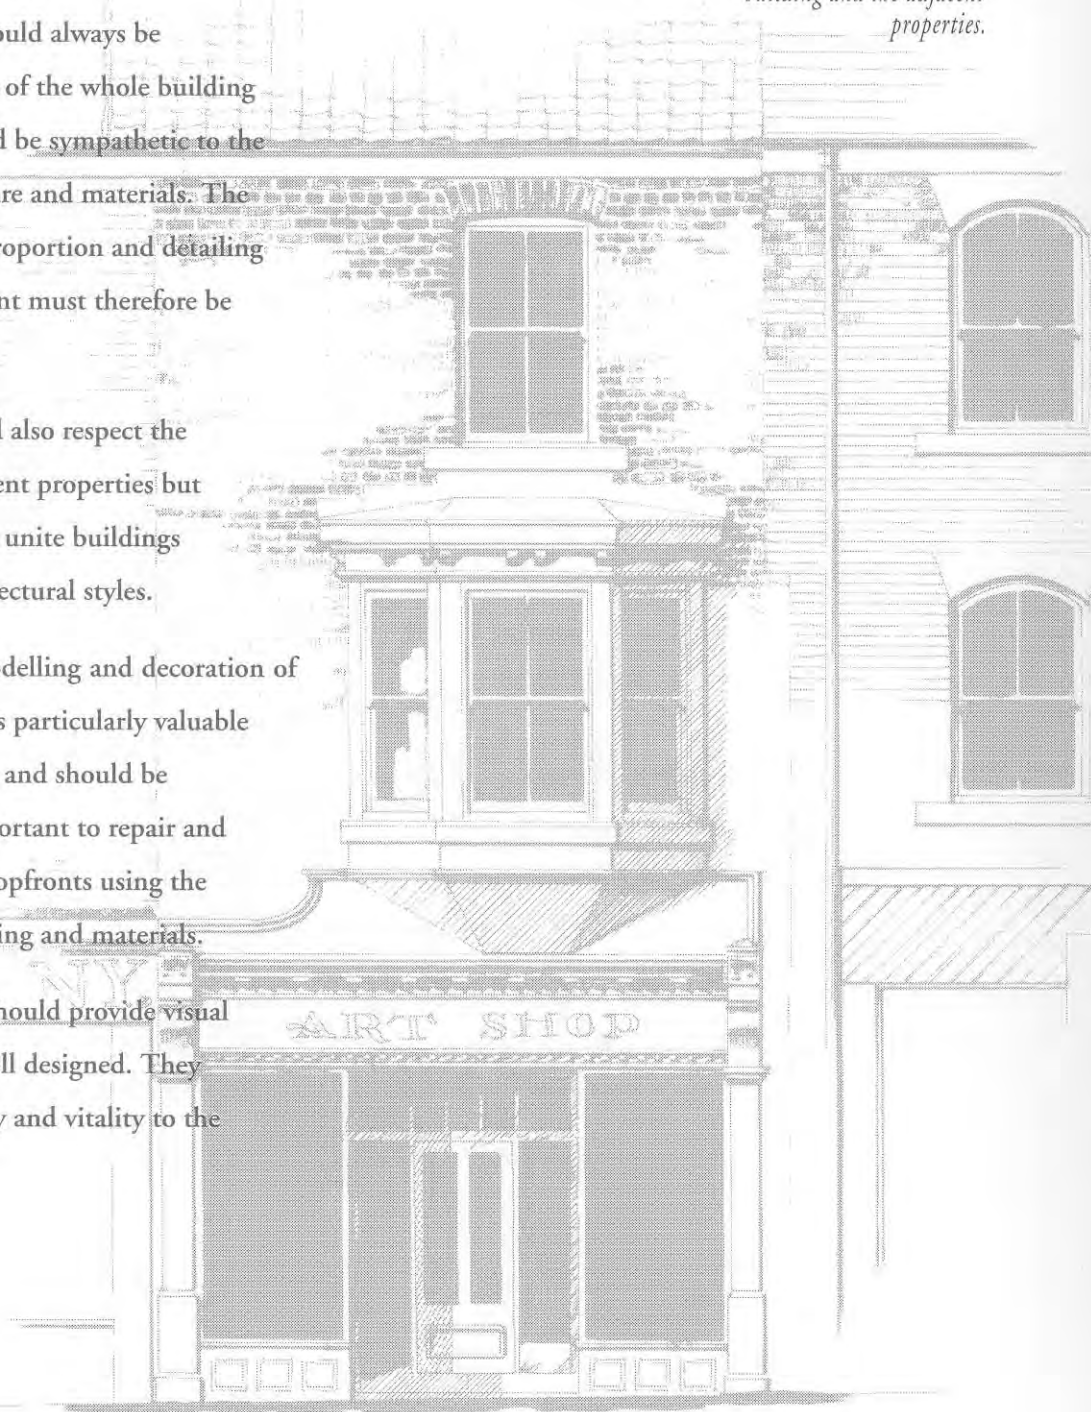 properties.
ould always be
of the whole building
d be sympathetic to the
re and materials. The
roportion and detailing
nt must therefore be
l also respect the
ent properties but
unite buildings
ectural styles.
delling and decoration of
s particularly valuable
and should be
ortant to repair and
opfronts using the
ing and materials.
NY.
hould provide visual
ll designed. They
y and vitality to the
ART SHOP